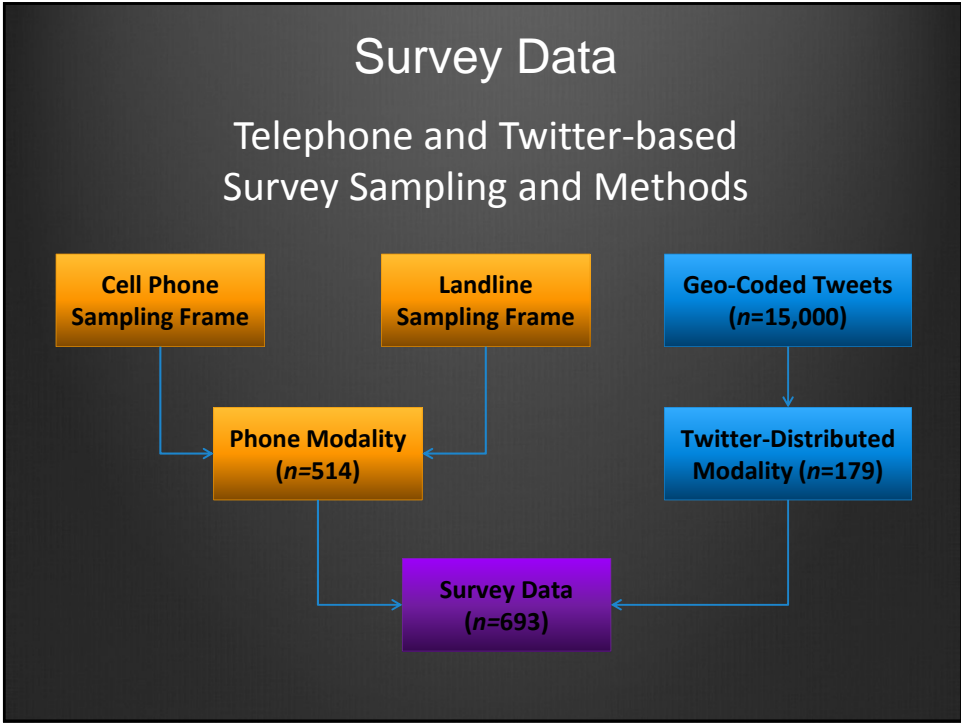 Survey Data
Telephone and Twitter-based
Survey Sampling and Methods
Cell Phone
Sampling Frame
Landline
Sampling Frame
Geo-Coded Tweets
(n=15,000)
Phone Modality
(n=514)
Twitter-Distributed
Modality (n=179)
Survey Data
(n=693)